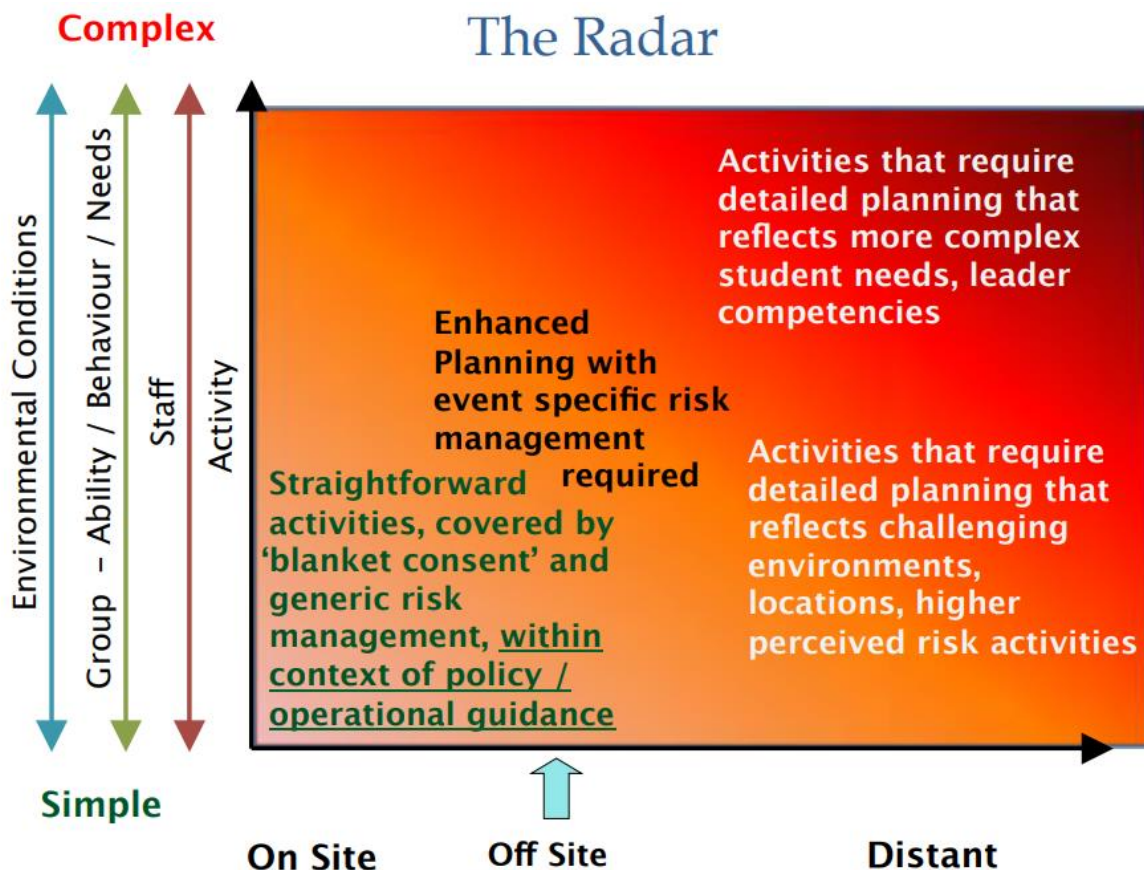 Complex
The Radar
Environmental Conditions
Group – Ability / Behaviour / Needs
Staff
Activity
Activities that require
detailed planning that
reflects more complex
student needs, leader
competencies
Enhanced
Planning with
event specific risk
management
required
Straightforward
activities, covered by
‘blanket consent’ and
generic risk
management, within
context of policy /
operational guidance
Activities that require
detailed planning that
reflects challenging
environments,
locations, higher
perceived risk activities
Simple
On Site
Off Site
Distant